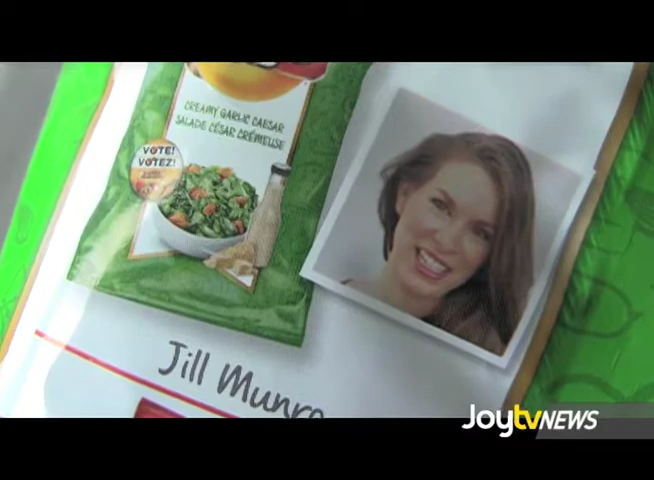 CREAMY GARLIC CAESAR
SALADE CÉSAR CRÉMEUSE
VOTE!
VOTEZ!
Jill Munro
JoytvNEWS